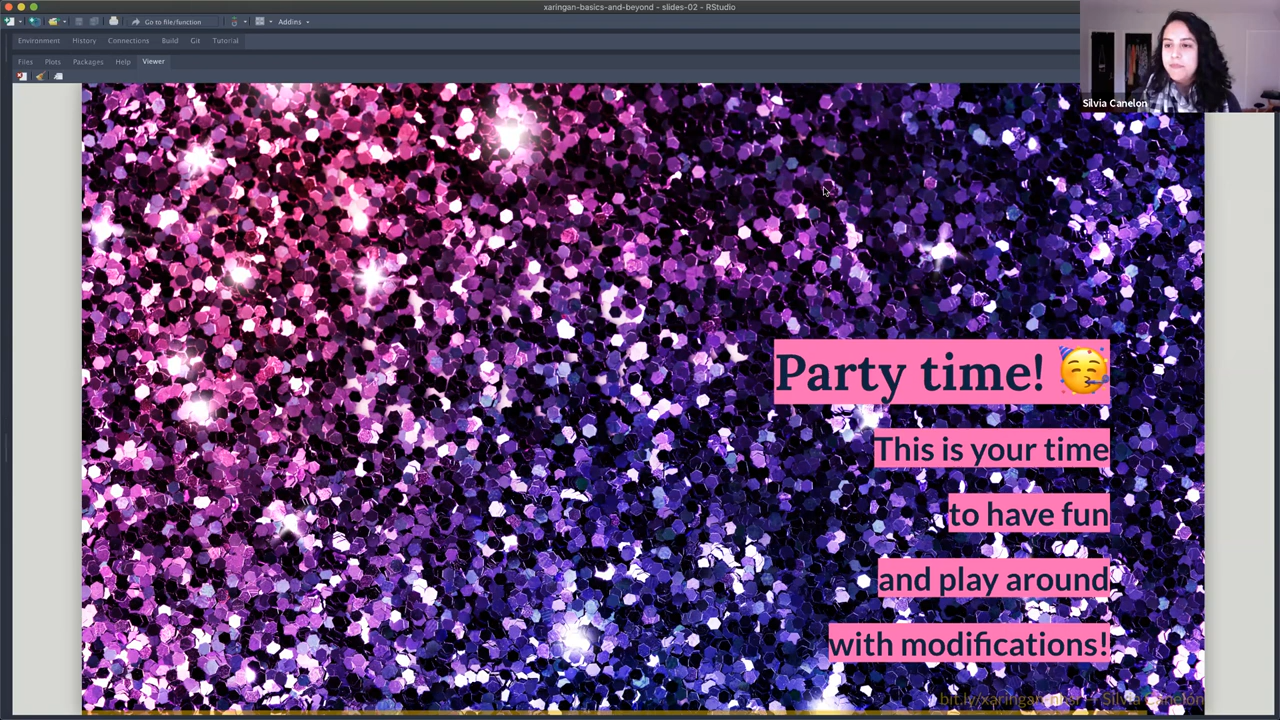 xaringan-basics-and-beyond - slides-02 - RStudio
Go to file/function
Addins
Environment History Connections Build Git Tutorial
Files Plots Packages Help Viewer
Silvia Canelon
Party time! 🥳
This is your time
to have fun
and play around
with modifications!
Silvia Canelon